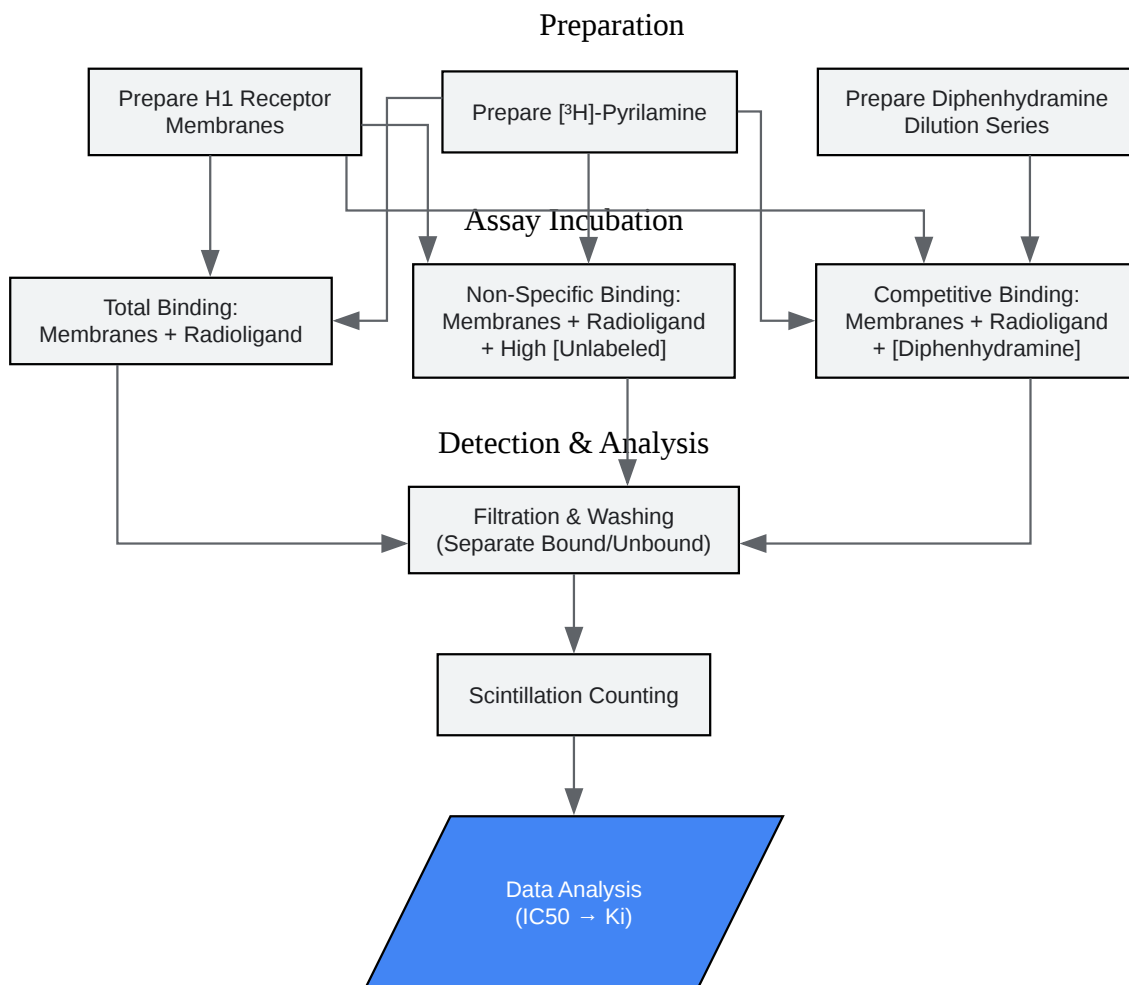 Preparation
Prepare H1 Receptor
Membranes
Prepare [³H]-Pyrilamine
Prepare Diphenhydramine
Dilution Series
Assay Incubation
Total Binding:
Membranes + Radioligand
Non-Specific Binding:
Membranes + Radioligand
+ High [Unlabeled]
Competitive Binding:
Membranes + Radioligand
+ [Diphenhydramine]
Detection & Analysis
Filtration & Washing
(Separate Bound/Unbound)
Scintillation Counting
Data Analysis
(IC50 → Ki)